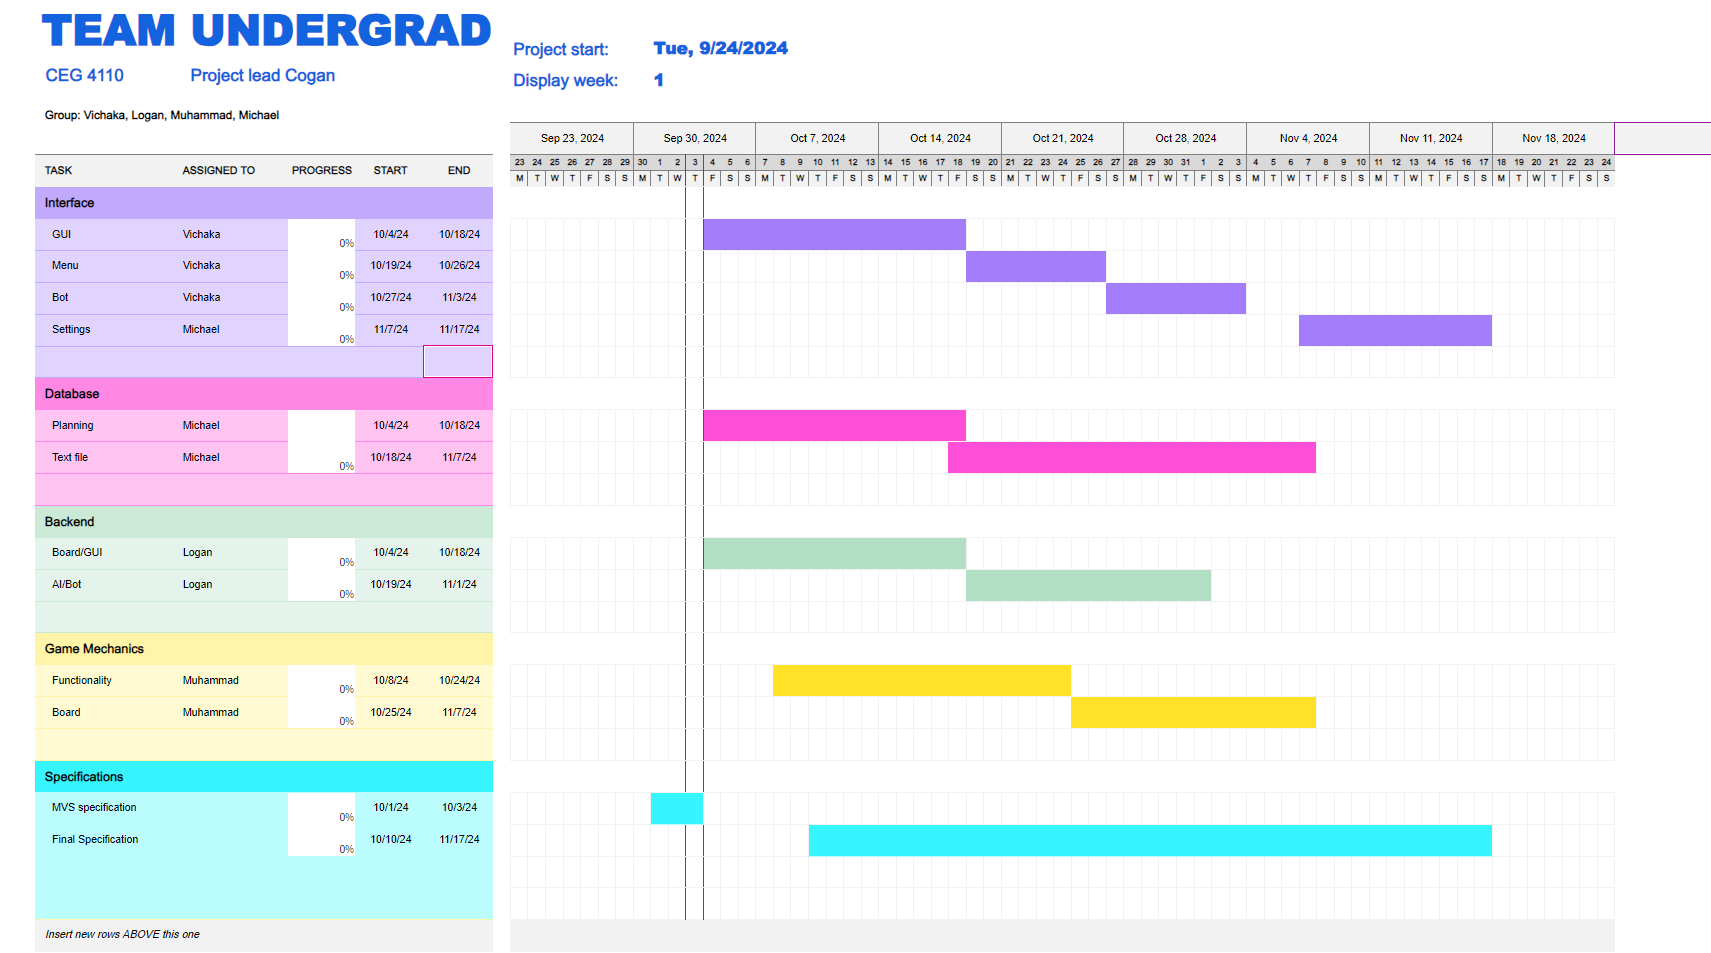 TEAM UNDERGRAD
CEG 4110 Project lead Cogan
Project start: Tue, 9/24/2024
Display week: 1
Group: Vichaka, Logan, Muhammad, Michael
Sep 23, 2024 Sep 30, 2024 Oct 7, 2024 Oct 14, 2024 Oct 21, 2024 Oct 28, 2024 Nov 4, 2024 Nov 11, 2024 Nov 18, 2024
23 24 25 26 27 28 29 30 1 2 3 4 5 6 7 8 9 10 11 12 13 14 15 16 17 18 19 20 21 22 23 24 25 26 27 28 29 30 31 1 2 3 4 5 6 7 8 9 10 11 12 13 14 15 16 17 18 19 20 21 22 23 24
TASK ASSIGNED TO PROGRESS START END
M T W T F S S M T W T F S S M T W T F S S M T W T F S S M T W T F S S M T W T F S S M T W T F S S M T W T F S S M T W T F S S
Interface
GUI Vichaka 0% 10/4/24 10/18/24
Menu Vichaka 0% 10/19/24 10/26/24
Bot Vichaka 0% 10/27/24 11/3/24
Settings Michael 0% 11/7/24 11/17/24
Database
Planning Michael 10/4/24 10/18/24
Text file Michael 0% 10/18/24 11/7/24
Backend
Board/GUI Logan 0% 10/4/24 10/18/24
AI/Bot Logan 0% 10/19/24 11/1/24
Game Mechanics
Functionality Muhammad 0% 10/8/24 10/24/24
Board Muhammad 0% 10/25/24 11/7/24
Specifications
MVS specification 0% 10/1/24 10/3/24
Final Specification 0% 10/10/24 11/17/24
Insert new rows ABOVE this one